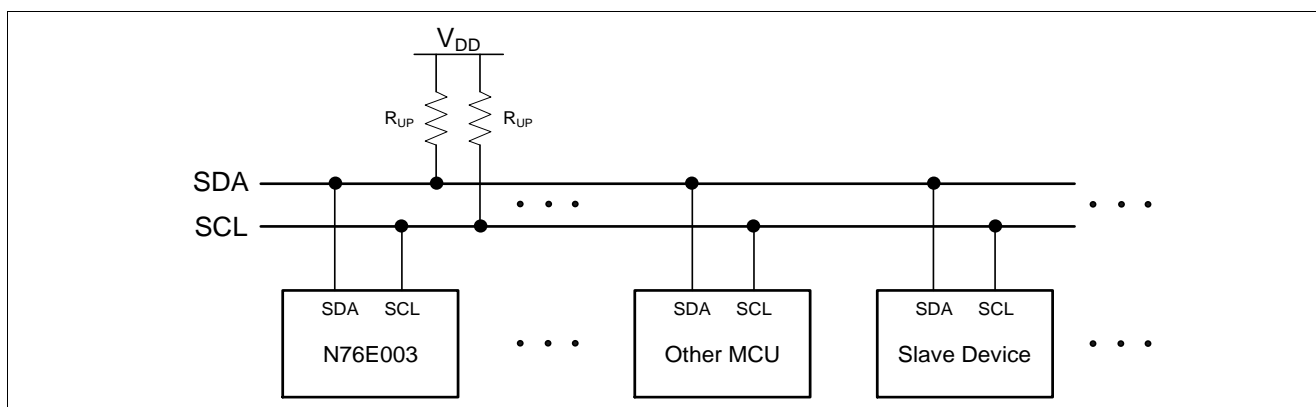 VDD
RUP RUP
SDA
SCL
SDA SCL SDA SCL SDA SCL
N76E003 Other MCU Slave Device